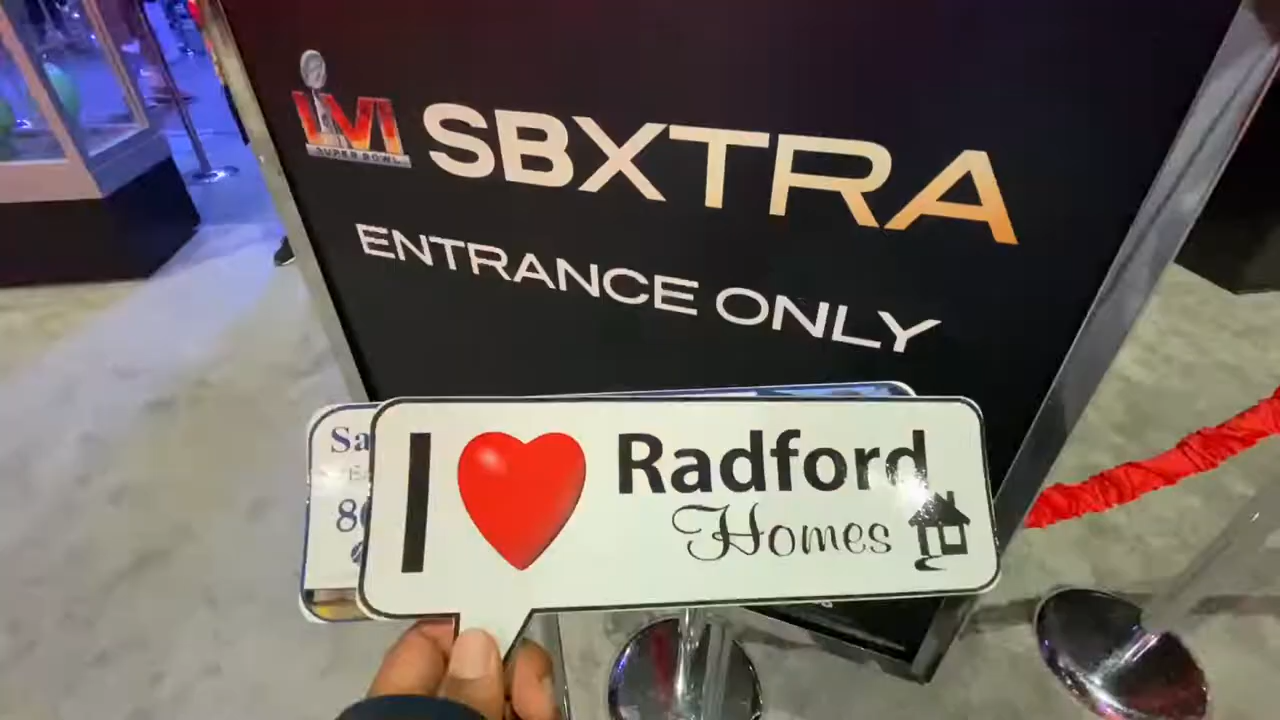 LVI
SUPER BOWL
SBXTRA
ENTRANCE ONLY
I Radford
Homes